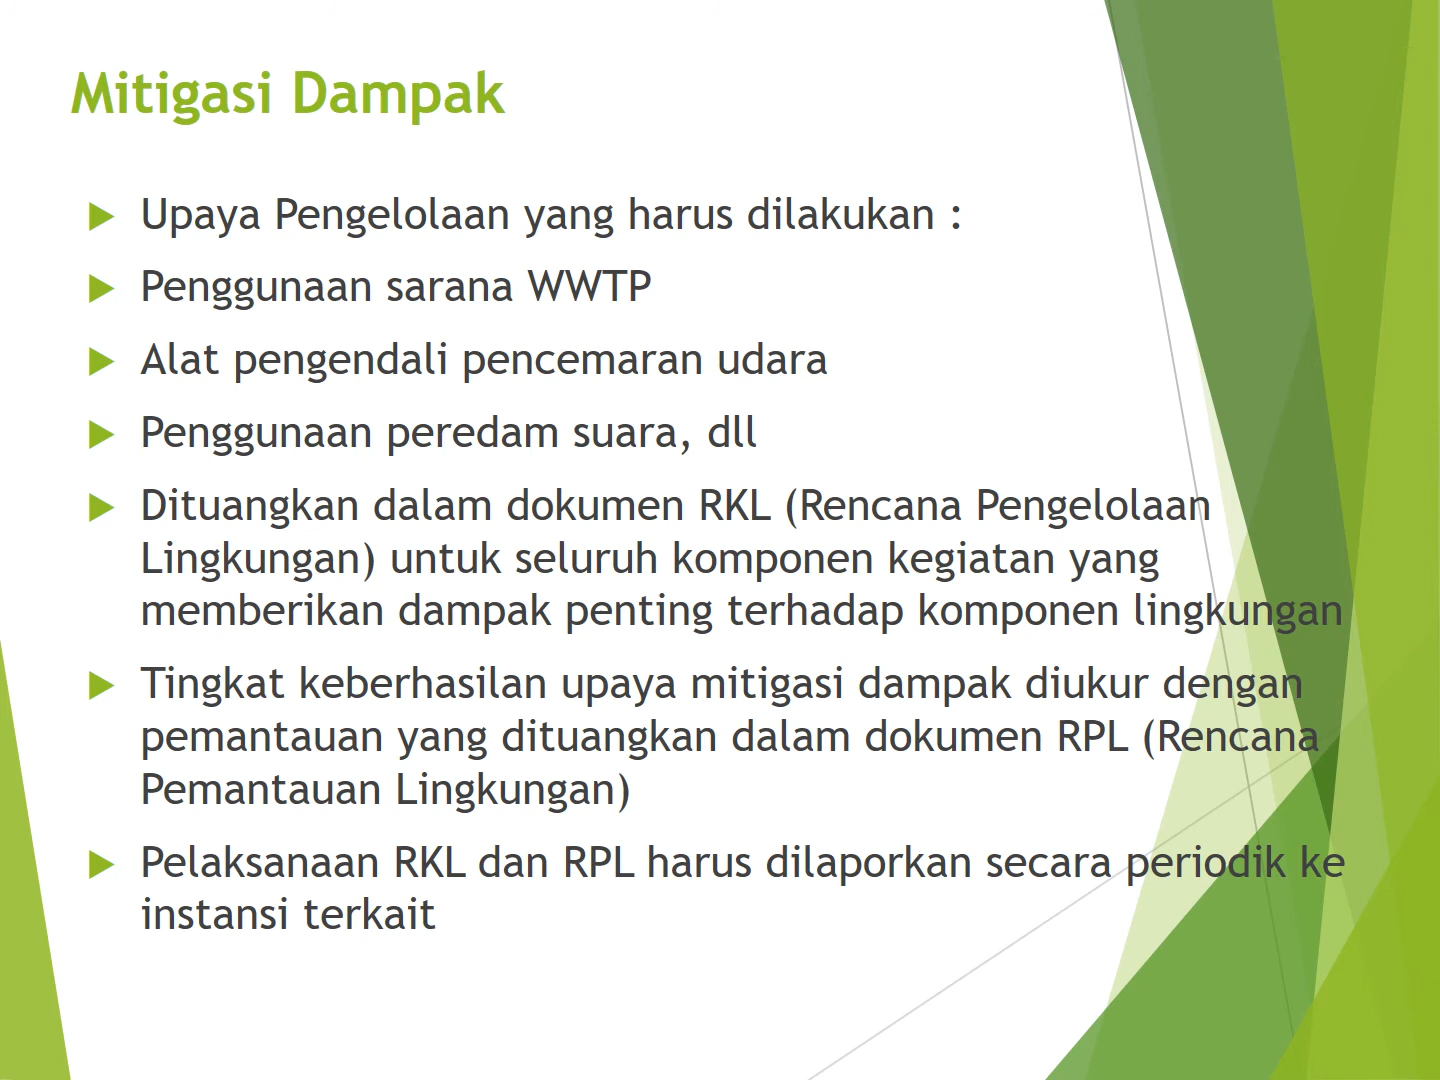 Mitigasi Dampak
Upaya Pengelolaan yang harus dilakukan :
Penggunaan sarana WWTP
Alat pengendali pencemaran udara
Penggunaan peredam suara, dll
Dituangkan dalam dokumen RKL (Rencana Pengelolaan
Lingkungan) untuk seluruh komponen kegiatan yang
memberikan dampak penting terhadap komponen lingkungan
Tingkat keberhasilan upaya mitigasi dampak diukur dengan
pemantauan yang dituangkan dalam dokumen RPL (Rencana
Pemantauan Lingkungan)
Pelaksanaan RKL dan RPL harus dilaporkan secara periodik ke
instansi terkait